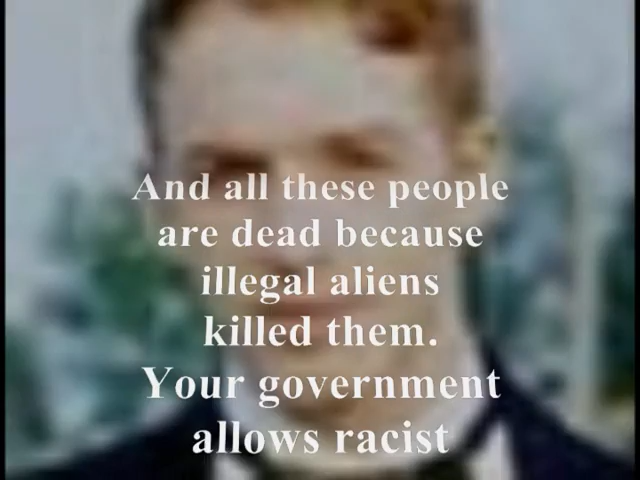 And all these people
are dead because
illegal aliens
killed them.
Your government
allows racist